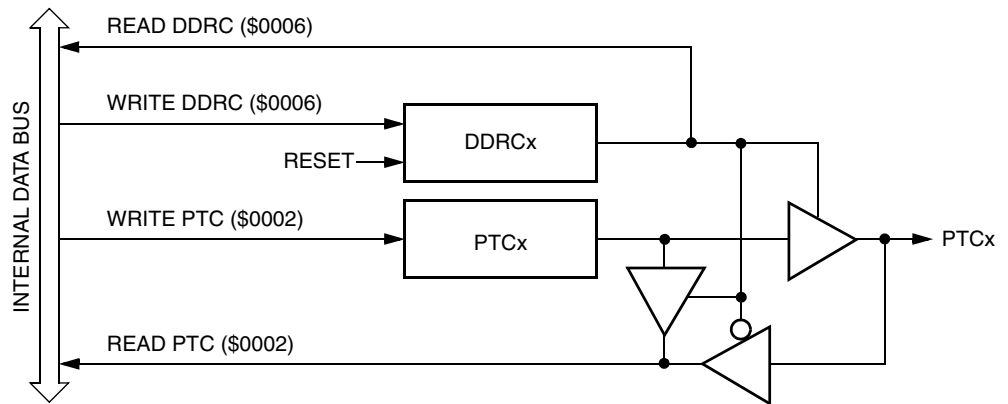 READ DDRC ($0006)
WRITE DDRC ($0006)
DDRCx
RESET
INTERNAL DATA BUS
WRITE PTC ($0002)
PTCx
PTCx
READ PTC ($0002)